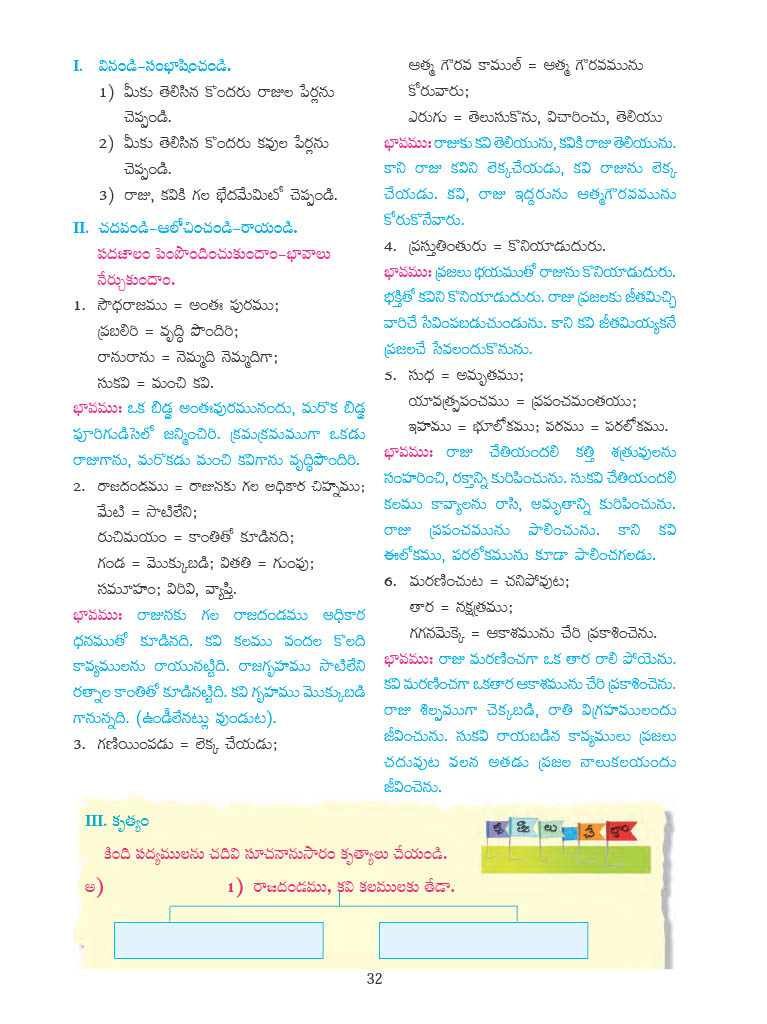 I. వినండి-సంభాషించండి.
1) మీకు తెలిసిన కొందరు రాజుల పేర్లను
చెప్పండి.
2) మీకు తెలిసిన కొందరు కవుల పేర్లను
చెప్పండి.
3) రాజు, కవికి గల భేదమేమిటో చెప్పండి.
II. చదవండి-ఆలోచించండి-రాయండి.
పదజాలం పెంపొందించుకుందాం-భావాలు
నేర్చుకుందాం.
1. సౌధరాజము = అంతః పురము;
ప్రబలిరి = వృద్ధి పొందిరి;
రానురాను = నెమ్మది నెమ్మదిగా;
సుకవి = మంచి కవి.
భావము: ఒక బిడ్డ అంతఃపురమునందు, మరొక బిడ్డ
పూరిగుడిసెలో జన్మించిరి. క్రమక్రమముగా ఒకడు
రాజుగాను, మరొకడు మంచి కవిగాను వృద్ధిపొందిరి.
2. రాజదండము = రాజునకు గల అధికార చిహ్నము;
మేటి = సాటిలేని;
రుచిమయం = కాంతితో కూడినది;
గండ = మొక్కుబడి; వితతి = గుంపు;
సమూహం; విరివి, వ్యాప్తి.
భావము: రాజునకు గల రాజదండము అధికార
ధనముతో కూడినది. కవి కలము వందల కొలది
కావ్యములను రాయునట్టిది. రాజగృహము సాటిలేని
రత్నాల కాంతితో కూడినట్టిది. కవి గృహము మొక్కుబడి
గానున్నది. (ఉండీలేనట్లు వుండుట).
3. గణియింపడు = లెక్క చేయడు;
ఆత్మ గౌరవ కాముల్ = ఆత్మ గౌరవమును
కోరువారు;
ఎరుగు = తెలుసుకొను, విచారించు, తెలియు
భావము: రాజుకు కవి తెలియును, కవికి రాజు తెలియును.
కాని రాజు కవిని లెక్కచేయడు, కవి రాజును లెక్క
చేయడు. కవి, రాజు ఇద్దరును ఆత్మగౌరవమును
కోరుకొనేవారు.
4. ప్రస్తుతింతురు = కొనియాడుదురు.
భావము: ప్రజలు భయముతో రాజును కొనియాడుదురు.
భక్తితో కవిని కొనియాడుదురు. రాజు ప్రజలకు జీతమిచ్చి
వారిచే సేవింపబడుచుండును. కాని కవి జీతమియ్యకనే
ప్రజలచే సేవలందుకొనును.
5. సుధ = అమృతము;
యావత్ప్రపంచము = ప్రపంచమంతయు;
ఇహము = భూలోకము; పరము = పరలోకము.
భావము: రాజు చేతియందలి కత్తి శత్రువులను
సంహరించి, రక్తాన్ని కురిపించును. సుకవి చేతియందలి
కలము కావ్యాలను రాసి, అమృతాన్ని కురిపించును.
రాజు ప్రపంచమును పాలించును. కాని కవి
ఈలోకము, పరలోకమును కూడా పాలించగలడు.
6. మరణించుట = చనిపోవుట;
తార = నక్షత్రము;
గగనమెక్కె = ఆకాశమును చేరి ప్రకాశించెను.
భావము: రాజు మరణించగా ఒక తార రాలి పోయెను.
కవి మరణించగా ఒకతార ఆకాశమును చేరి ప్రకాశించెను.
రాజు శిల్పముగా చెక్కబడి, రాతి విగ్రహములందు
జీవించును. సుకవి రాయబడిన కావ్యములు ప్రజలు
చదువుట వలన అతడు ప్రజల నాలుకలయందు
జీవించెను.
III. కృత్యం
కృత్యాలు చేద్దాం
కింది పద్యములను చదివి సూచనానుసారం కృత్యాలు చేయండి.
అ) 1) రాజదండము, కవి కలములకు తేడా.
32